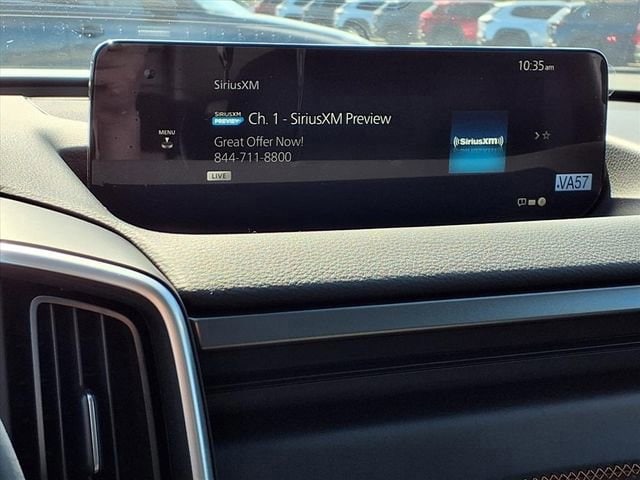 10:35am
SiriusXM
SIRIUSXM
PREVIEW
Ch. 1 - SiriusXM Preview
MENU
Great Offer Now!
844-711-8800
((SiriusXM))
LIVE
.VA57